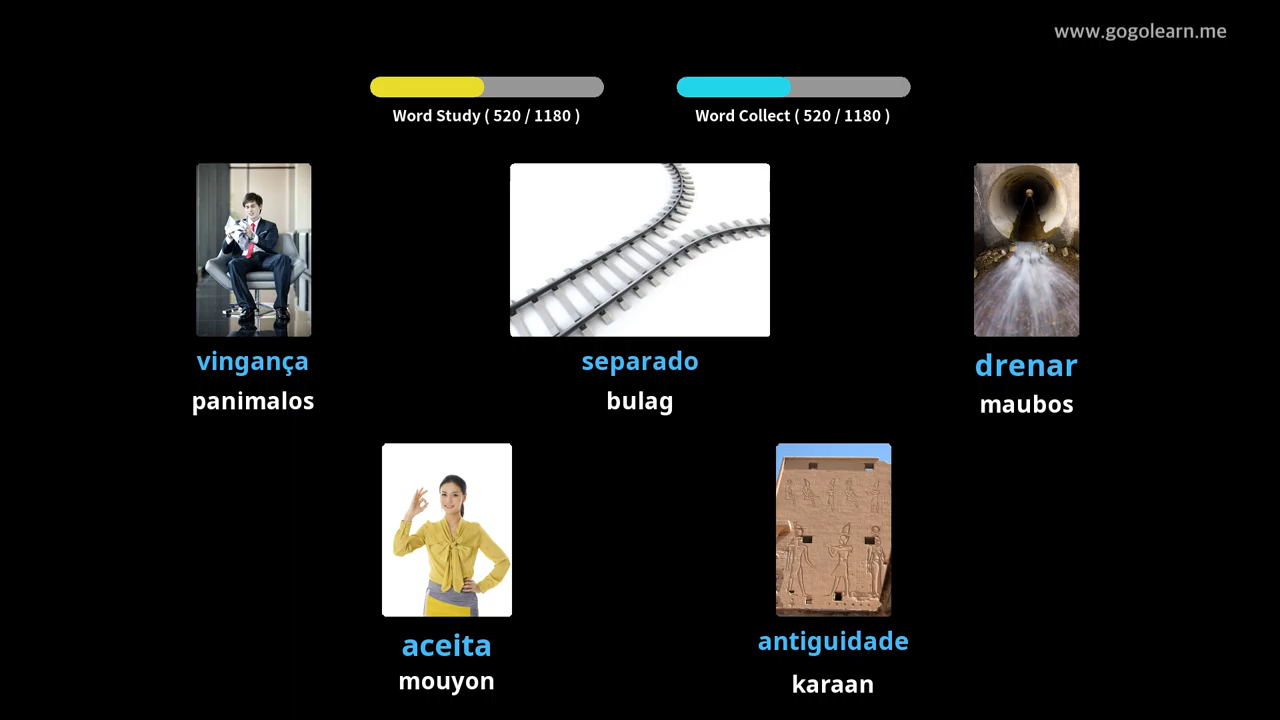 www.gogolearn.me
Word Study ( 520 / 1180 )
Word Collect ( 520 / 1180 )
vingança
panimalos
separado
bulag
drenar
maubos
aceita
mouyon
antiguidade
karaan